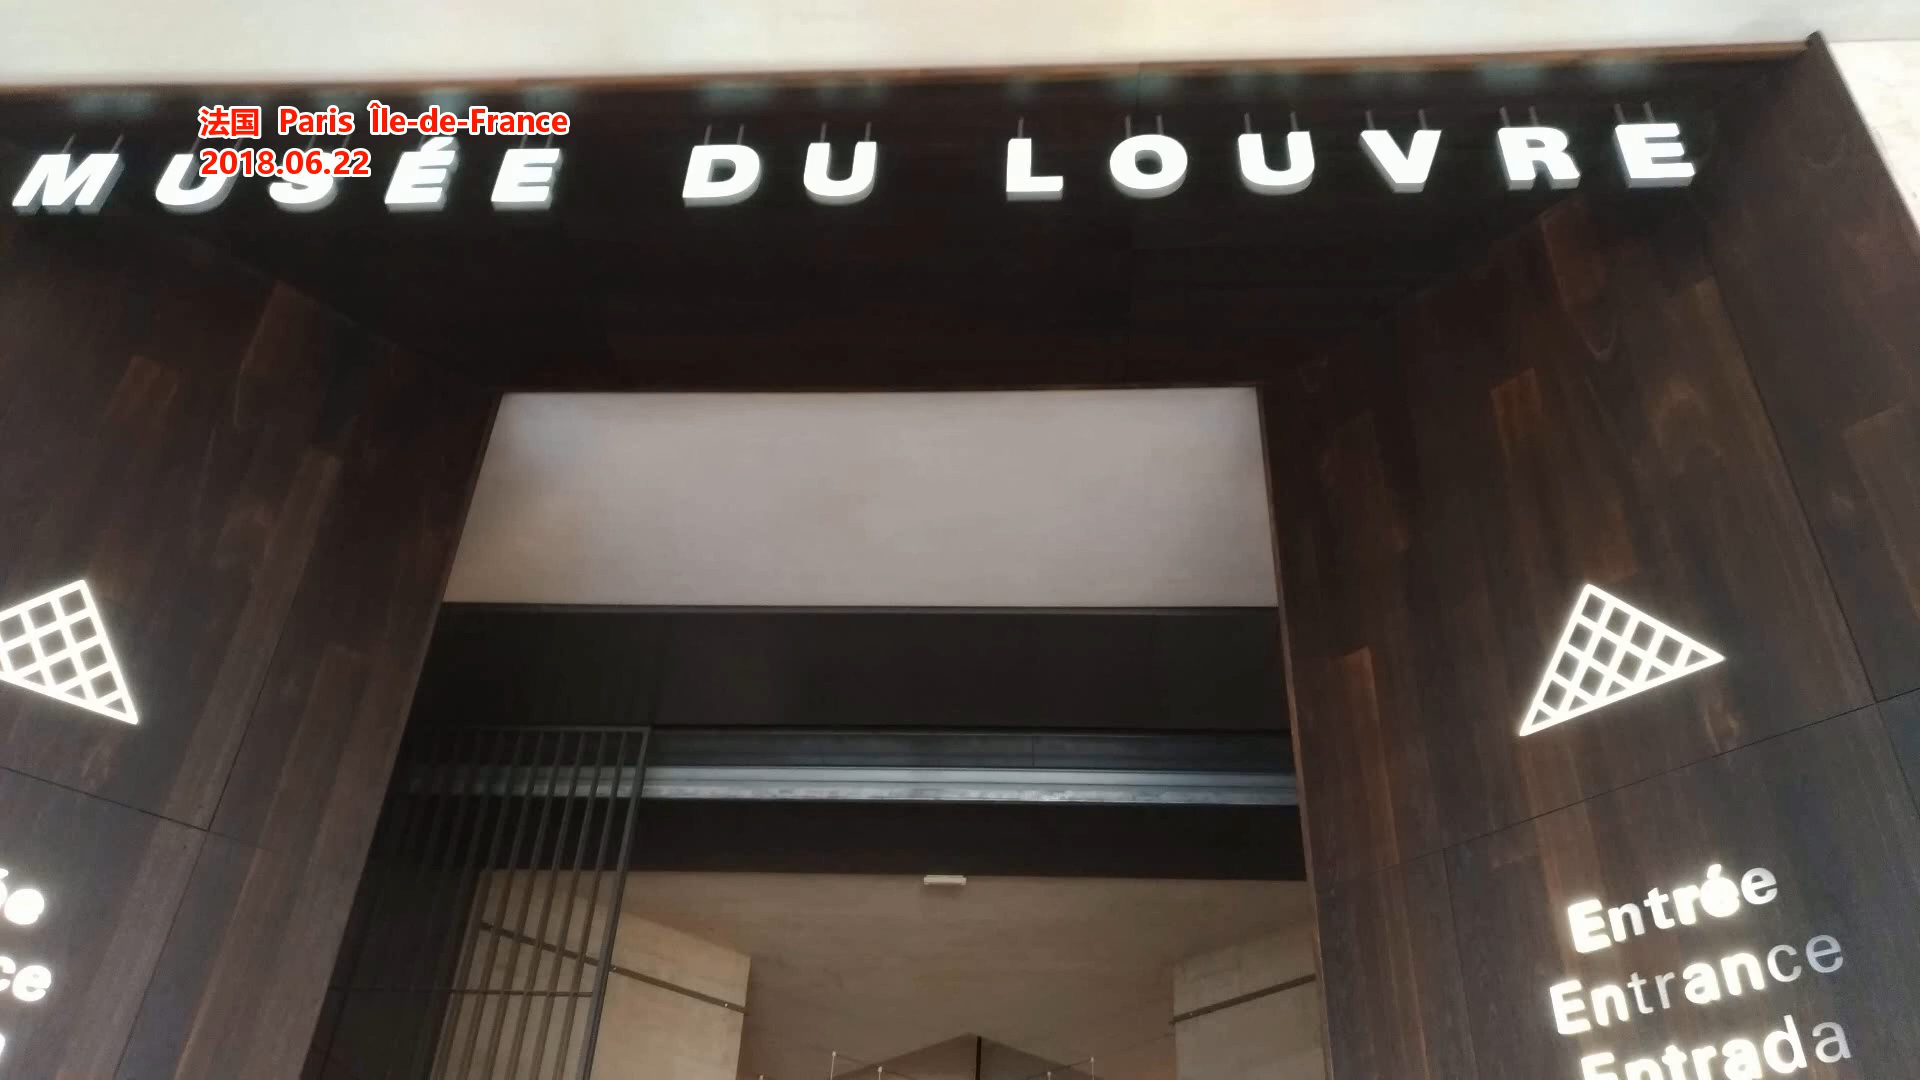 法国 Paris Île-de-France
2018.06.22
MUSÉE DU LOUVRE
Entrée
Entrance
Entrada